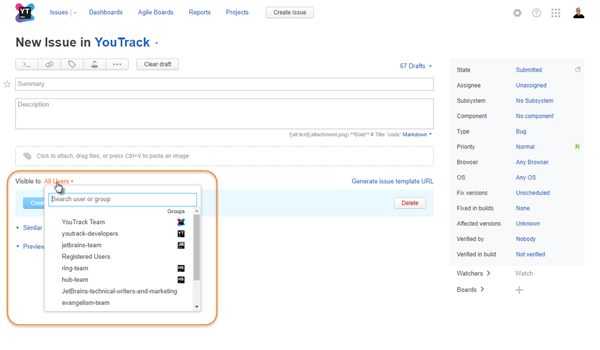 YT
Issues
Dashboards
Agile Boards
Reports
Projects
Create Issue
New Issue in YouTrack
Clear draft
67 Drafts
Summary
Description
![alt text](attachment.png) **Bold** # Title `code` Markdown
Click to attach, drag files, or press Ctrl+V to paste an image
Visible to: All Users
Generate issue template URL
Search user or group
Groups
YouTrack Team
youtrack-developers
jetbrains-team
Registered Users
ring-team
hub-team
JetBrains-technical-writers-and-marketing
evangelism-team
Crea
Delete
Similar
Preview
State Submitted
Assignee Unassigned
Subsystem No Subsystem
Component No component
Type Bug
Priority Normal N
Browser Any Browser
OS Any OS
Fix versions Unscheduled
Fixed in builds None
Affected versions Unknown
Verified by Nobody
Verified in build Not verified
Watchers Watch
Boards